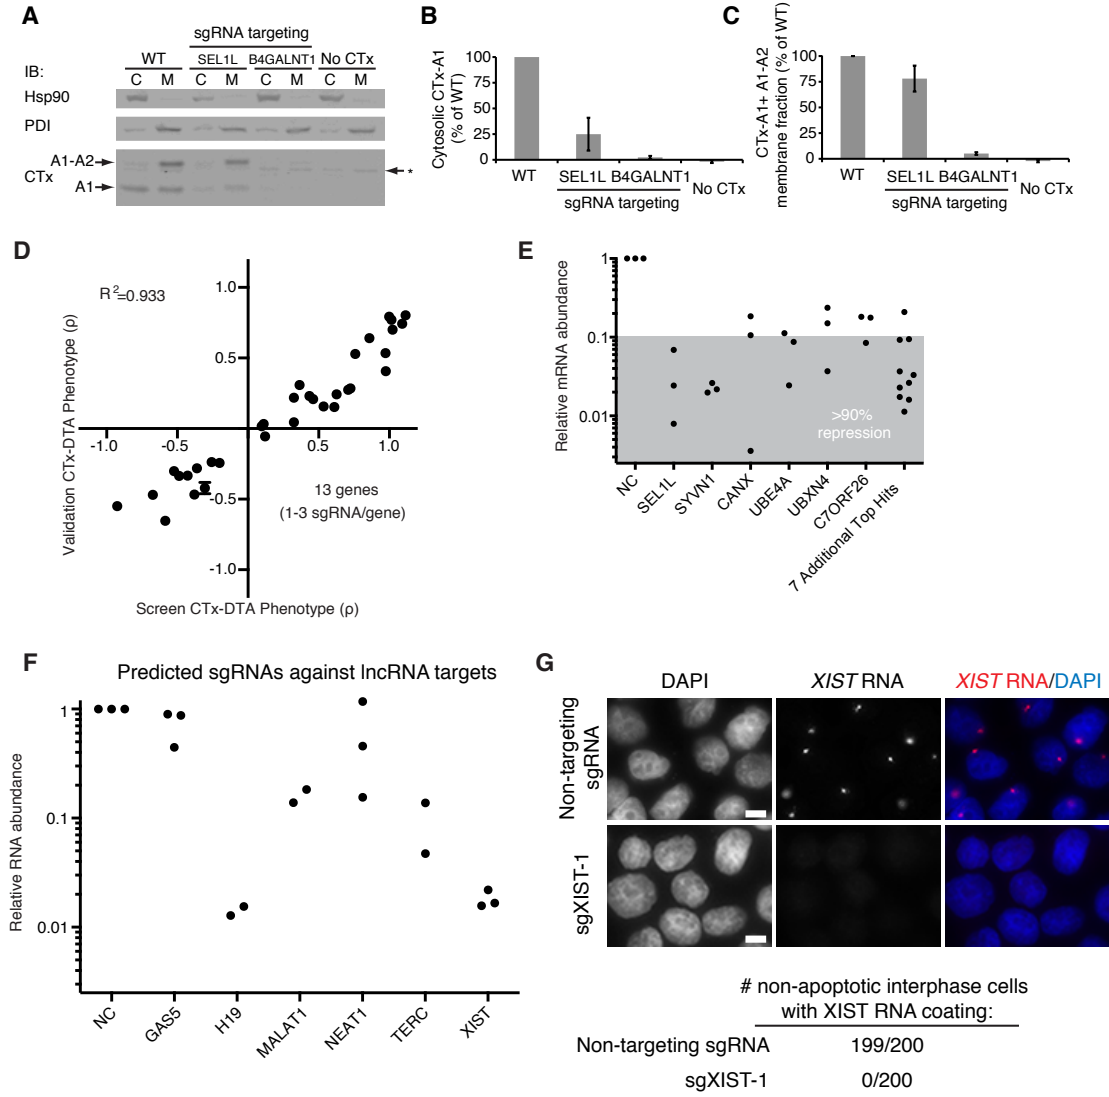 A
sgRNA targeting
WT SEL1L B4GALNT1 No CTx
IB: C M C M C M C M
Hsp90
PDI
A1-A2
CTx
*
A1
B
Cytosolic CTx-A1
(% of WT)
100
75
50
25
0
WT SEL1L B4GALNT1 No CTx
sgRNA targeting
C
CTx-A1+ A1-A2
membrane fraction (% of WT)
100
75
50
25
0
WT SEL1L B4GALNT1 No CTx
sgRNA targeting
D
Validation CTx-DTA Phenotype (ρ)
R2=0.933
1.0
0.5
-1.0 -0.5 0.5 1.0
-0.5
-1.0
13 genes
(1-3 sgRNA/gene)
Screen CTx-DTA Phenotype (ρ)
E
Relative mRNA abundance
1
0.1
0.01
>90%
repression
NC SEL1L SYVN1 CANX UBE4A UBXN4 C7ORF26 7 Additional Top Hits
F
Predicted sgRNAs against lncRNA targets
Relative RNA abundance
1
0.1
0.01
NC GAS5 H19 MALAT1 NEAT1 TERC XIST
G
DAPI XIST RNA XIST RNA/DAPI
Non-targeting
sgRNA
sgXIST-1
# non-apoptotic interphase cells
with XIST RNA coating:
Non-targeting sgRNA 199/200
sgXIST-1 0/200